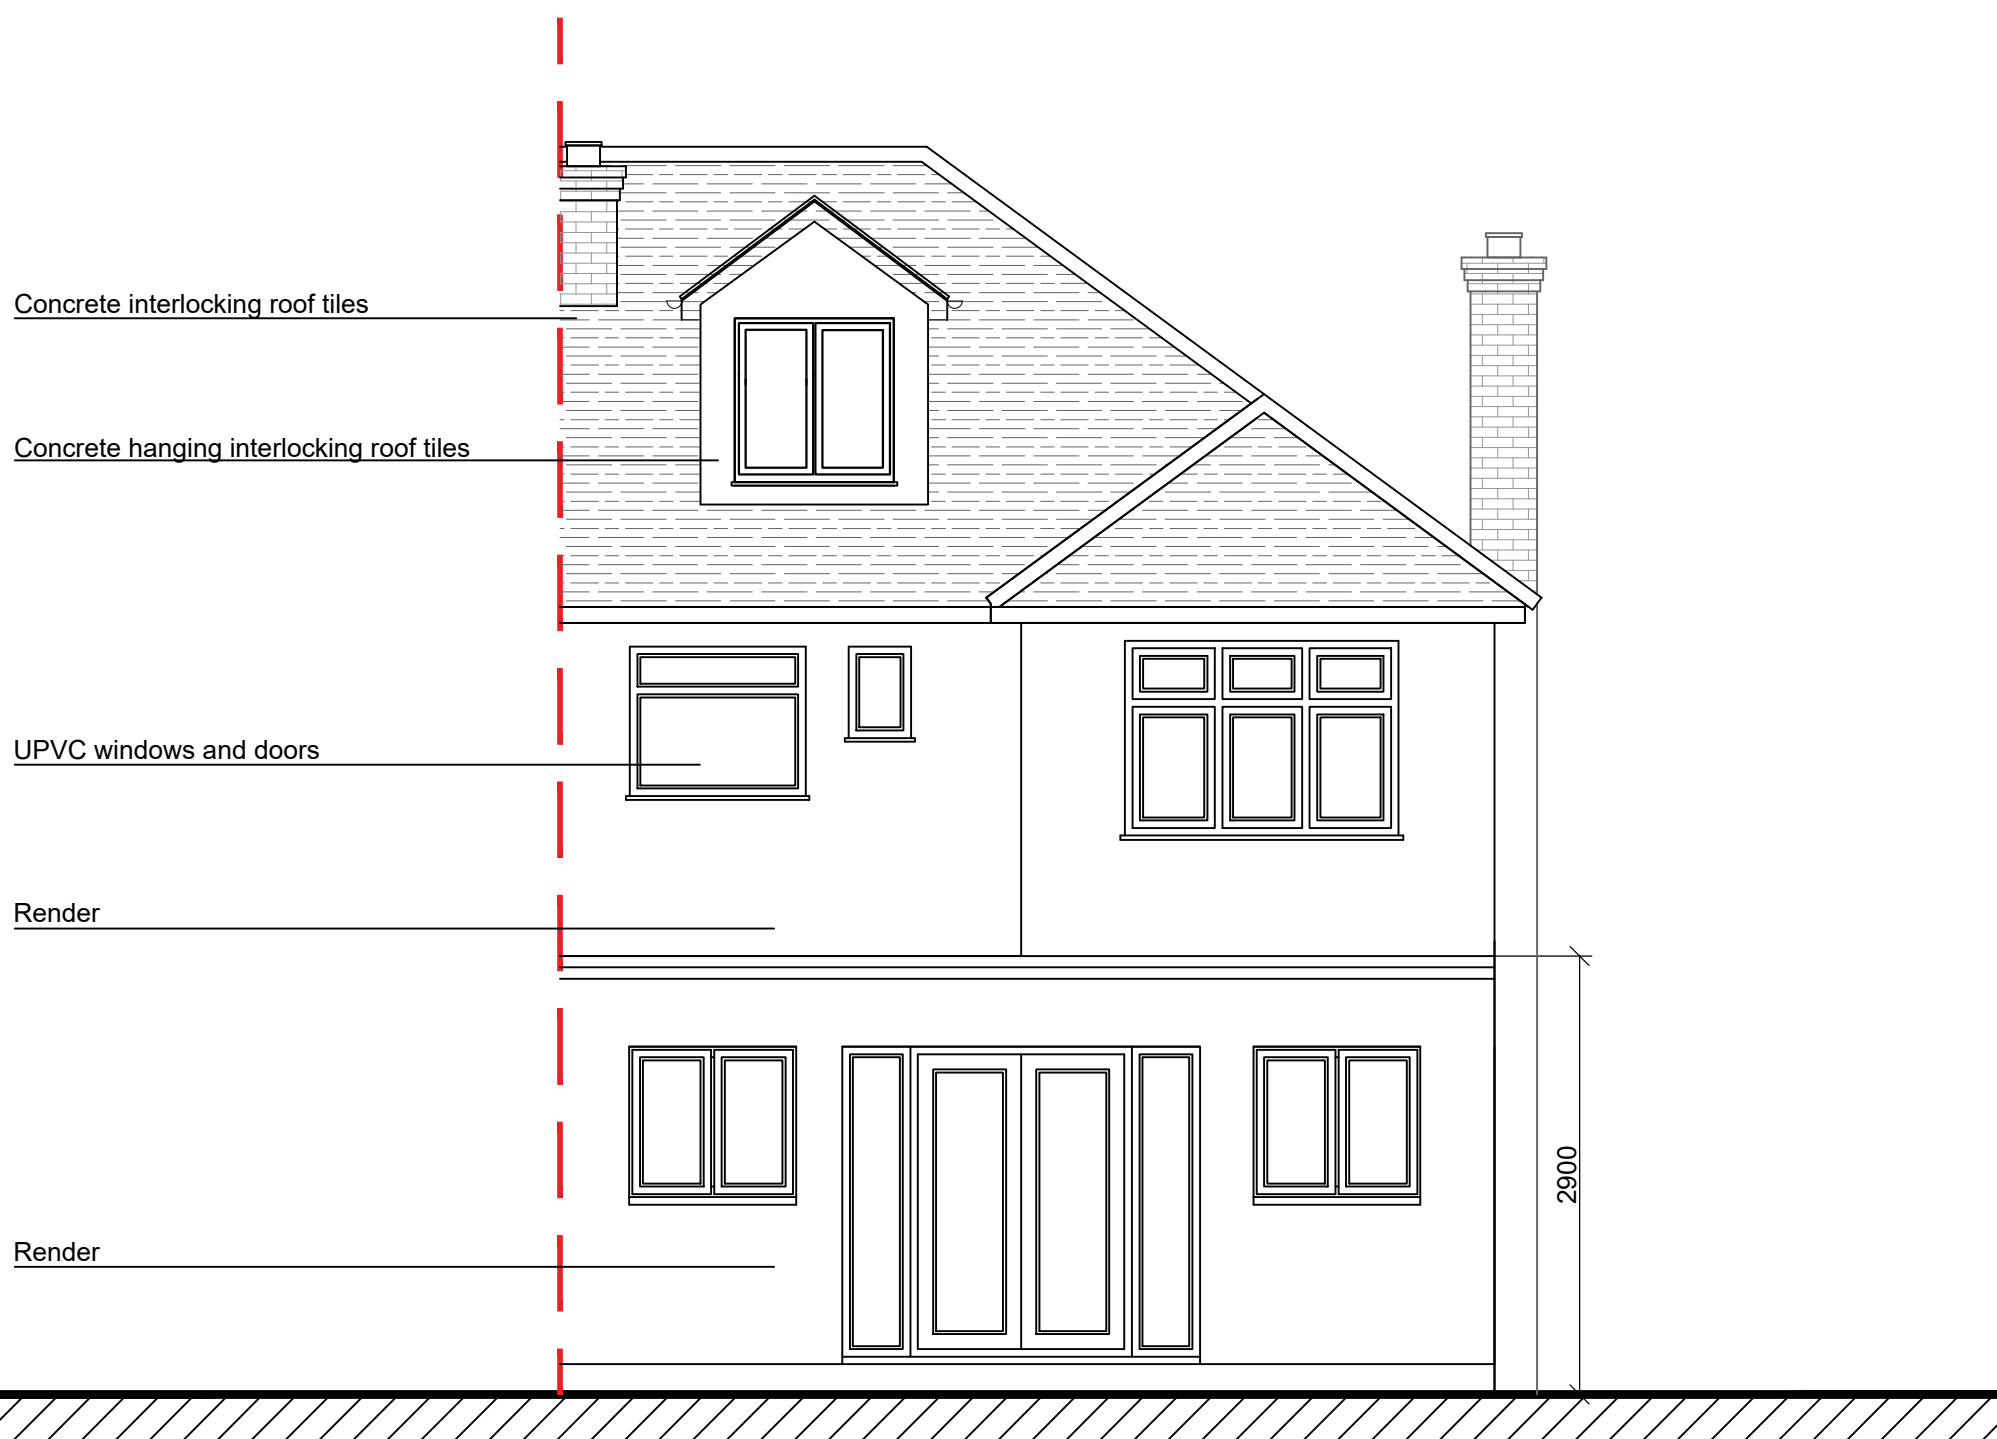 Concrete interlocking roof tiles
Concrete hanging interlocking roof tiles
UPVC windows and doors
Render
2900
Render